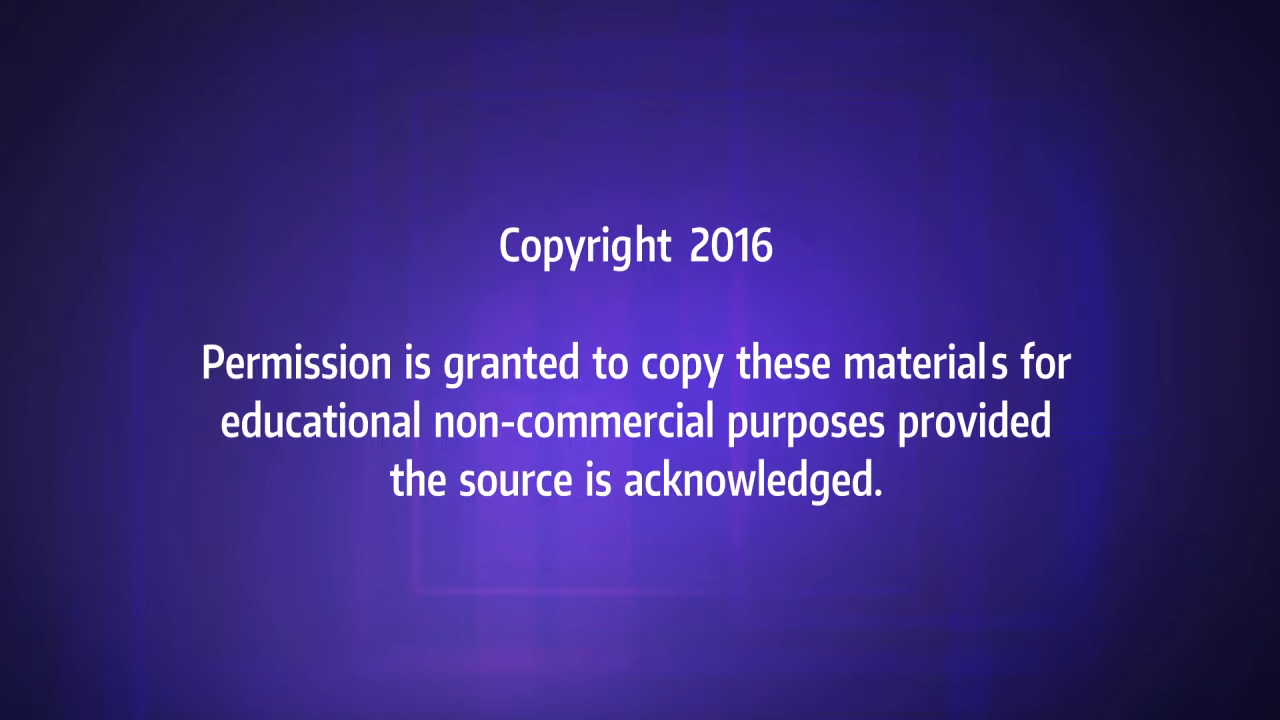 Copyright 2016
Permission is granted to copy these materials for
educational non-commercial purposes provided
the source is acknowledged.